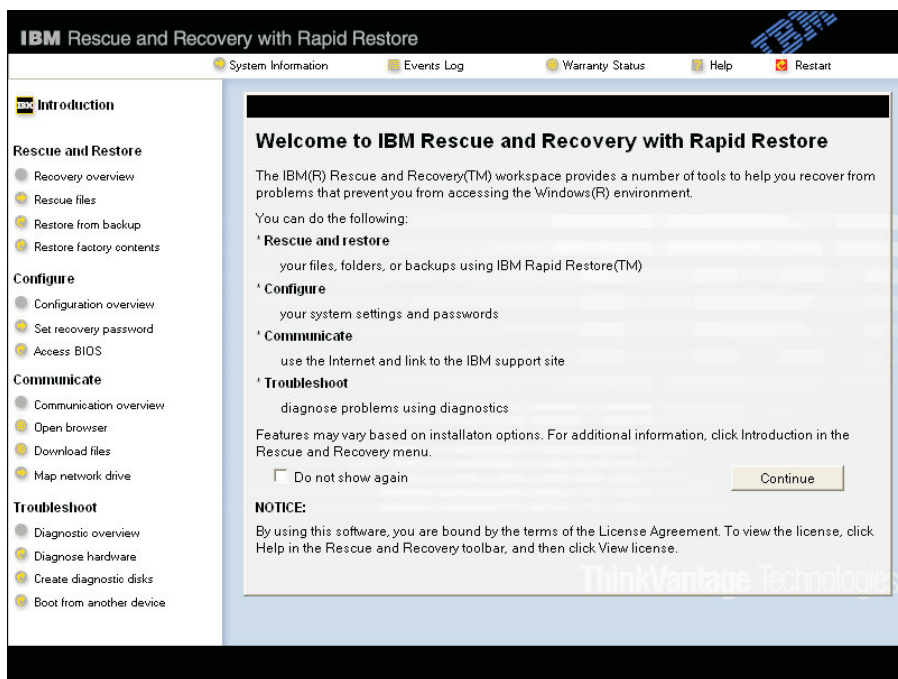 IBM Rescue and Recovery with Rapid Restore
IBM
System Information
Events Log
Warranty Status
Help
Restart
IBM Introduction
Rescue and Restore
Recovery overview
Rescue files
Restore from backup
Restore factory contents
Configure
Configuration overview
Set recovery password
Access BIOS
Communicate
Communication overview
Open browser
Download files
Map network drive
Troubleshoot
Diagnostic overview
Diagnose hardware
Create diagnostic disks
Boot from another device
Welcome to IBM Rescue and Recovery with Rapid Restore
The IBM(R) Rescue and Recovery(TM) workspace provides a number of tools to help you recover from
problems that prevent you from accessing the Windows(R) environment.
You can do the following:
* Rescue and restore
your files, folders, or backups using IBM Rapid Restore(TM)
* Configure
your system settings and passwords
* Communicate
use the Internet and link to the IBM support site
* Troubleshoot
diagnose problems using diagnostics
Features may vary based on installaton options. For additional information, click Introduction in the
Rescue and Recovery menu.
Do not show again
Continue
NOTICE:
By using this software, you are bound by the terms of the License Agreement. To view the license, click
Help in the Rescue and Recovery toolbar, and then click View license.
ThinkVantage Technologies